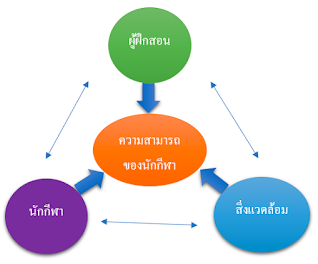 ผู้ฝึกสอน
ความสามารถ
ของนักกีฬา
นักกีฬา
สิ่งแวดล้อม